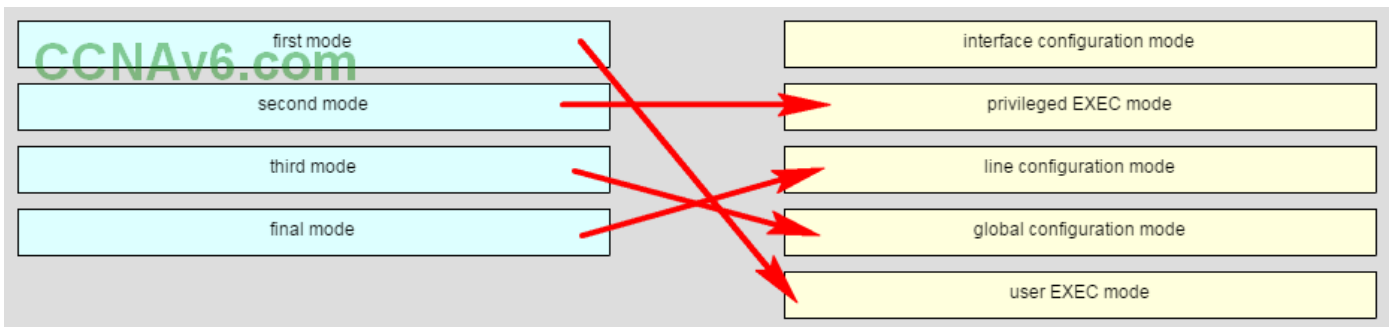 first mode
interface configuration mode
CCNAv6.com
second mode
privileged EXEC mode
third mode
line configuration mode
final mode
global configuration mode
user EXEC mode